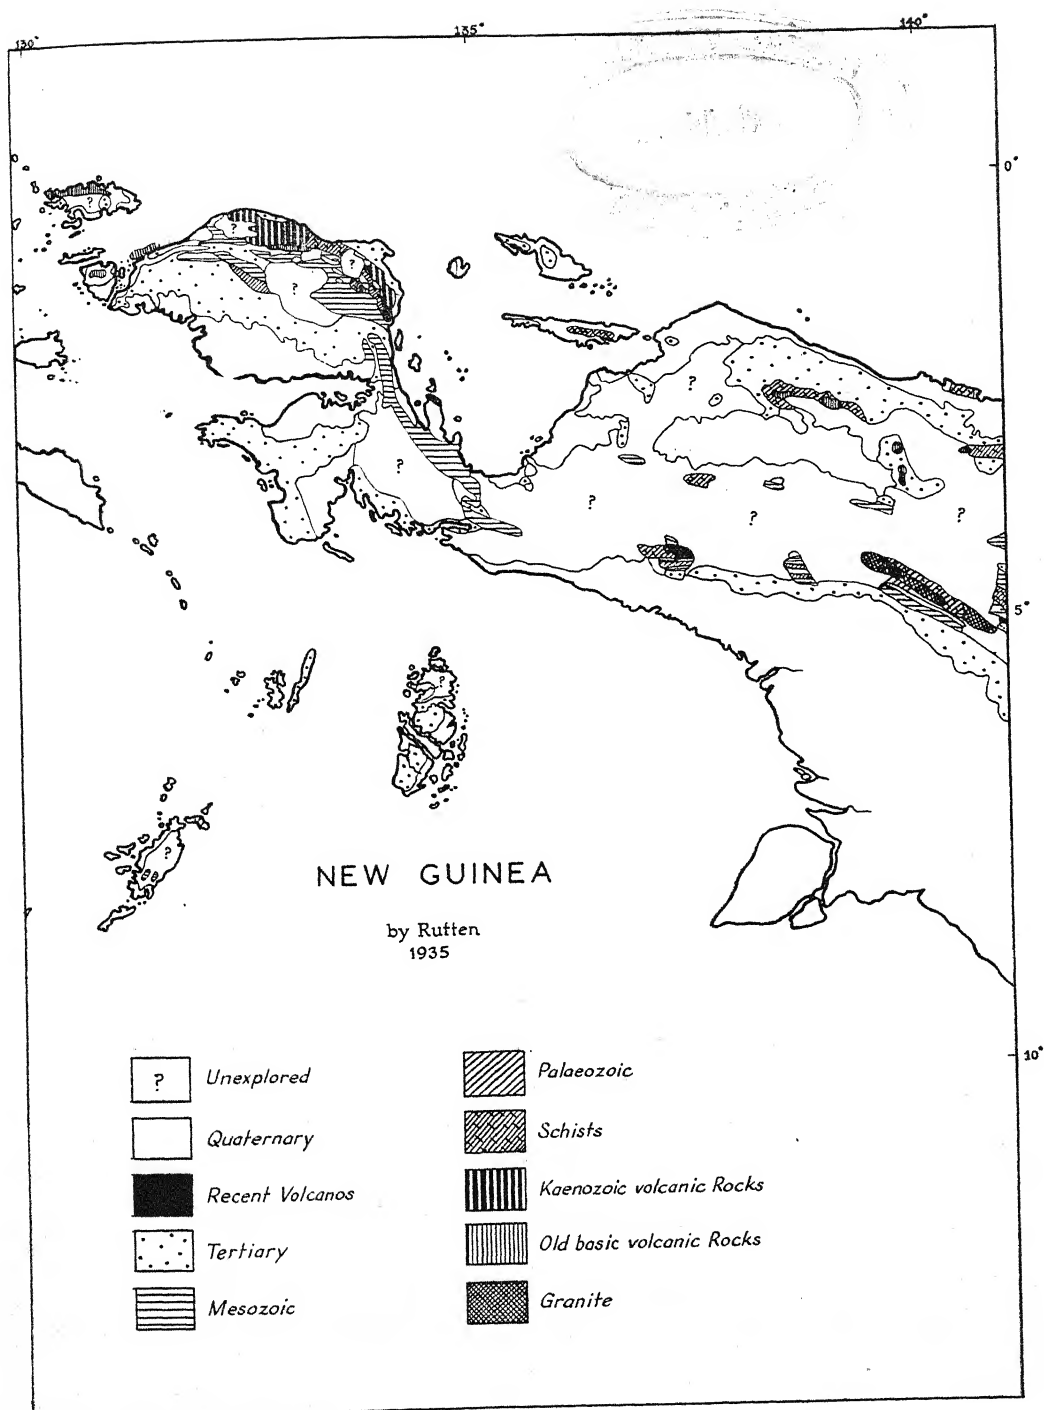 130° 135° 140°
0°
?
?
?
?
?
?
?
?
?
?
5°
?
?
NEW GUINEA
by Rutten
1935
10°
? Unexplored
Quaternary
Recent Volcanos
Tertiary
Mesozoic
Palaeozoic
Schists
Kaenozoic volcanic Rocks
Old basic volcanic Rocks
Granite